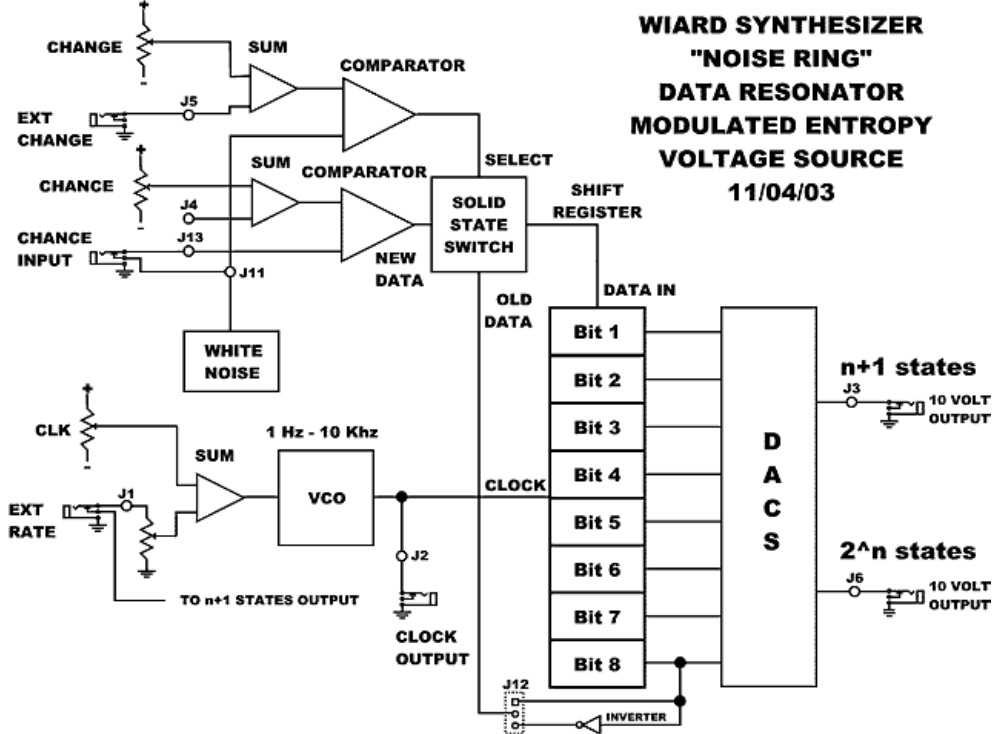 WIARD SYNTHESIZER
"NOISE RING"
DATA RESONATOR
MODULATED ENTROPY
VOLTAGE SOURCE
11/04/03
+
CHANGE
-
SUM
COMPARATOR
J5
EXT
CHANGE
+
CHANCE
-
SUM
COMPARATOR
SELECT
J4
J13
CHANCE
INPUT
J11
NEW
DATA
SOLID
STATE
SWITCH
SHIFT
REGISTER
OLD
DATA
DATA IN
WHITE
NOISE
Bit 1
Bit 2
Bit 3
Bit 4
Bit 5
Bit 6
Bit 7
Bit 8
D
A
C
S
n+1 states
J3
10 VOLT
OUTPUT
2^n states
J6
10 VOLT
OUTPUT
+
CLK
-
SUM
1 Hz - 10 Khz
VCO
CLOCK
J1
EXT
RATE
J2
TO n+1 STATES OUTPUT
CLOCK
OUTPUT
J12
INVERTER